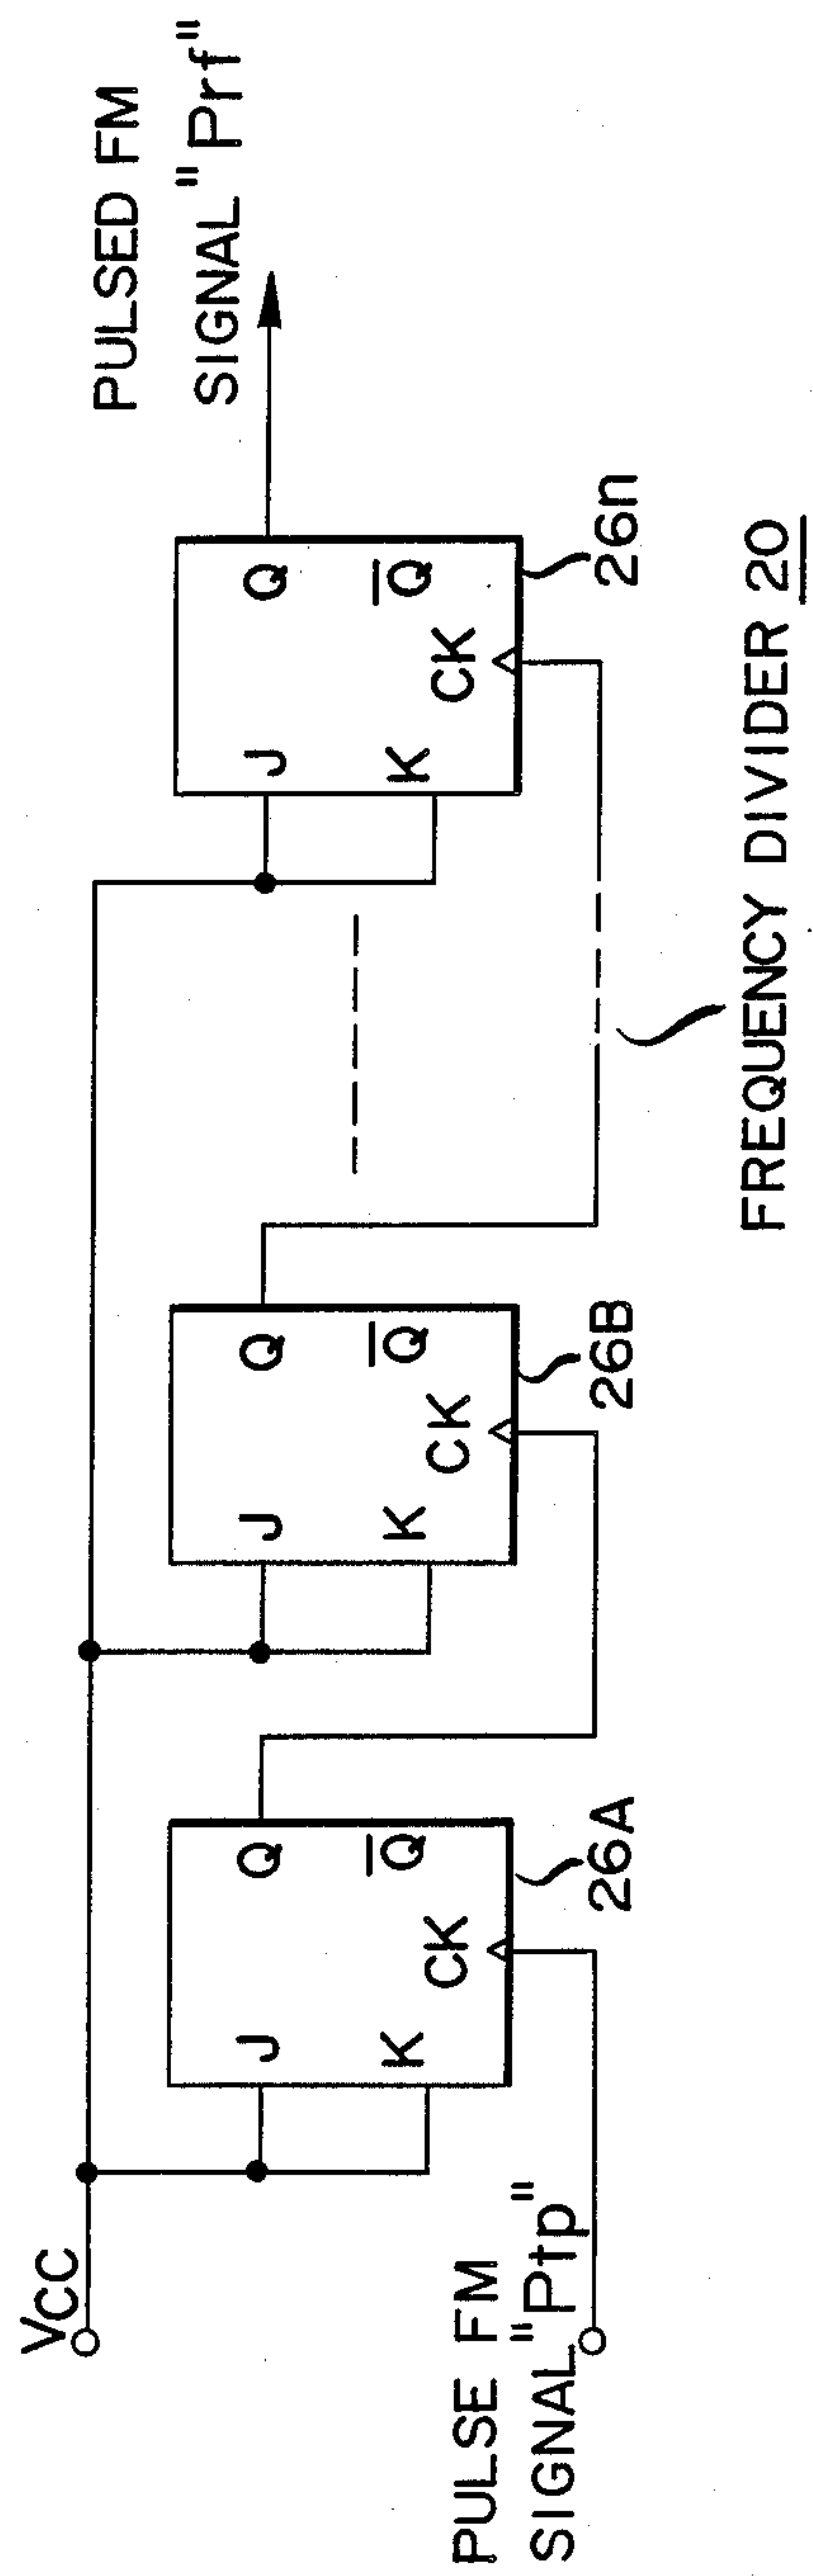 VCC
PULSE FM
SIGNAL "Ptp"
J
K
CK
Q
Q
26A
J
K
CK
Q
Q
26B
J
K
CK
Q
Q
26n
PULSED FM
SIGNAL "Prf"
FREQUENCY DIVIDER 20